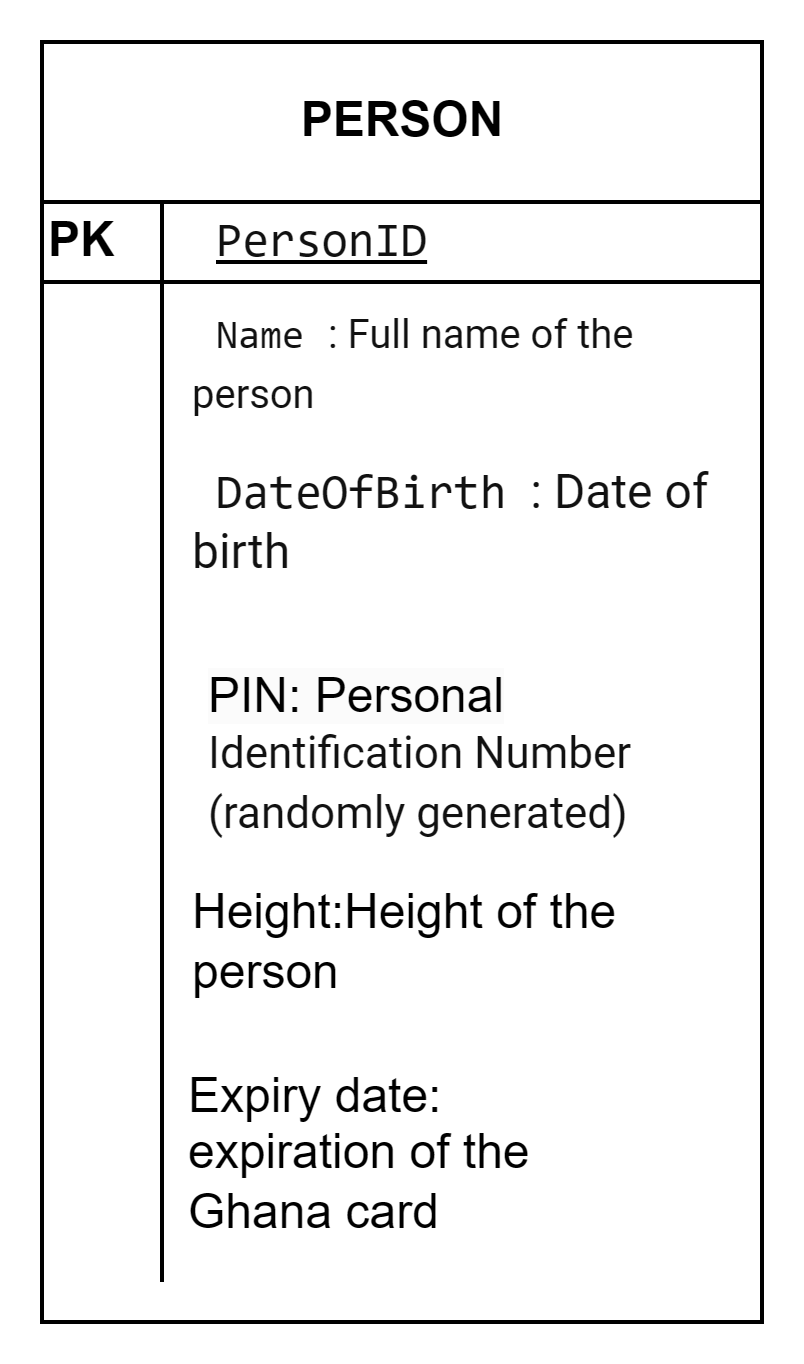 PERSON
PK PersonID
Name : Full name of the
person
DateOfBirth : Date of
birth
PIN: Personal
Identification Number
(randomly generated)
Height:Height of the
person
Expiry date:
expiration of the
Ghana card